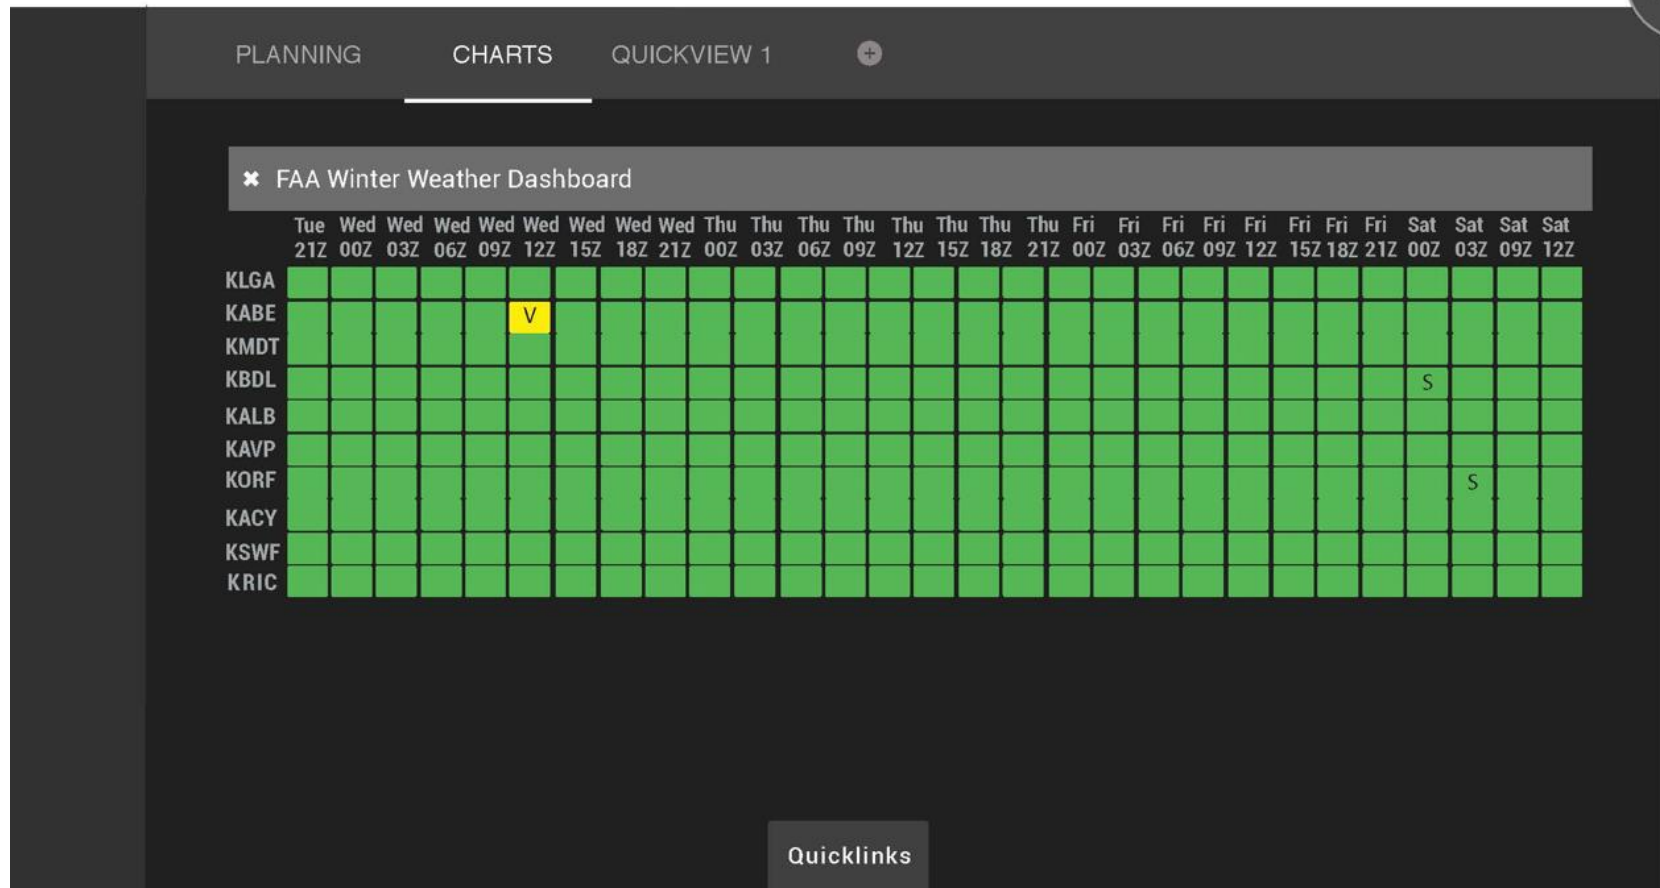 PLANNING CHARTS QUICKVIEW 1 +
✖ FAA Winter Weather Dashboard
Tue Wed Wed Wed Wed Wed Wed Wed Wed Thu Thu Thu Thu Thu Thu Thu Thu Fri Fri Fri Fri Fri Fri Fri Fri Sat Sat Sat Sat
21Z 00Z 03Z 06Z 09Z 12Z 15Z 18Z 21Z 00Z 03Z 06Z 09Z 12Z 15Z 18Z 21Z 00Z 03Z 06Z 09Z 12Z 15Z 18Z 21Z 00Z 03Z 09Z 12Z
KLGA
KABE V
KMDT
KBDL S
KALB
KAVP
KORF S
KACY
KSWF
KRIC
Quicklinks